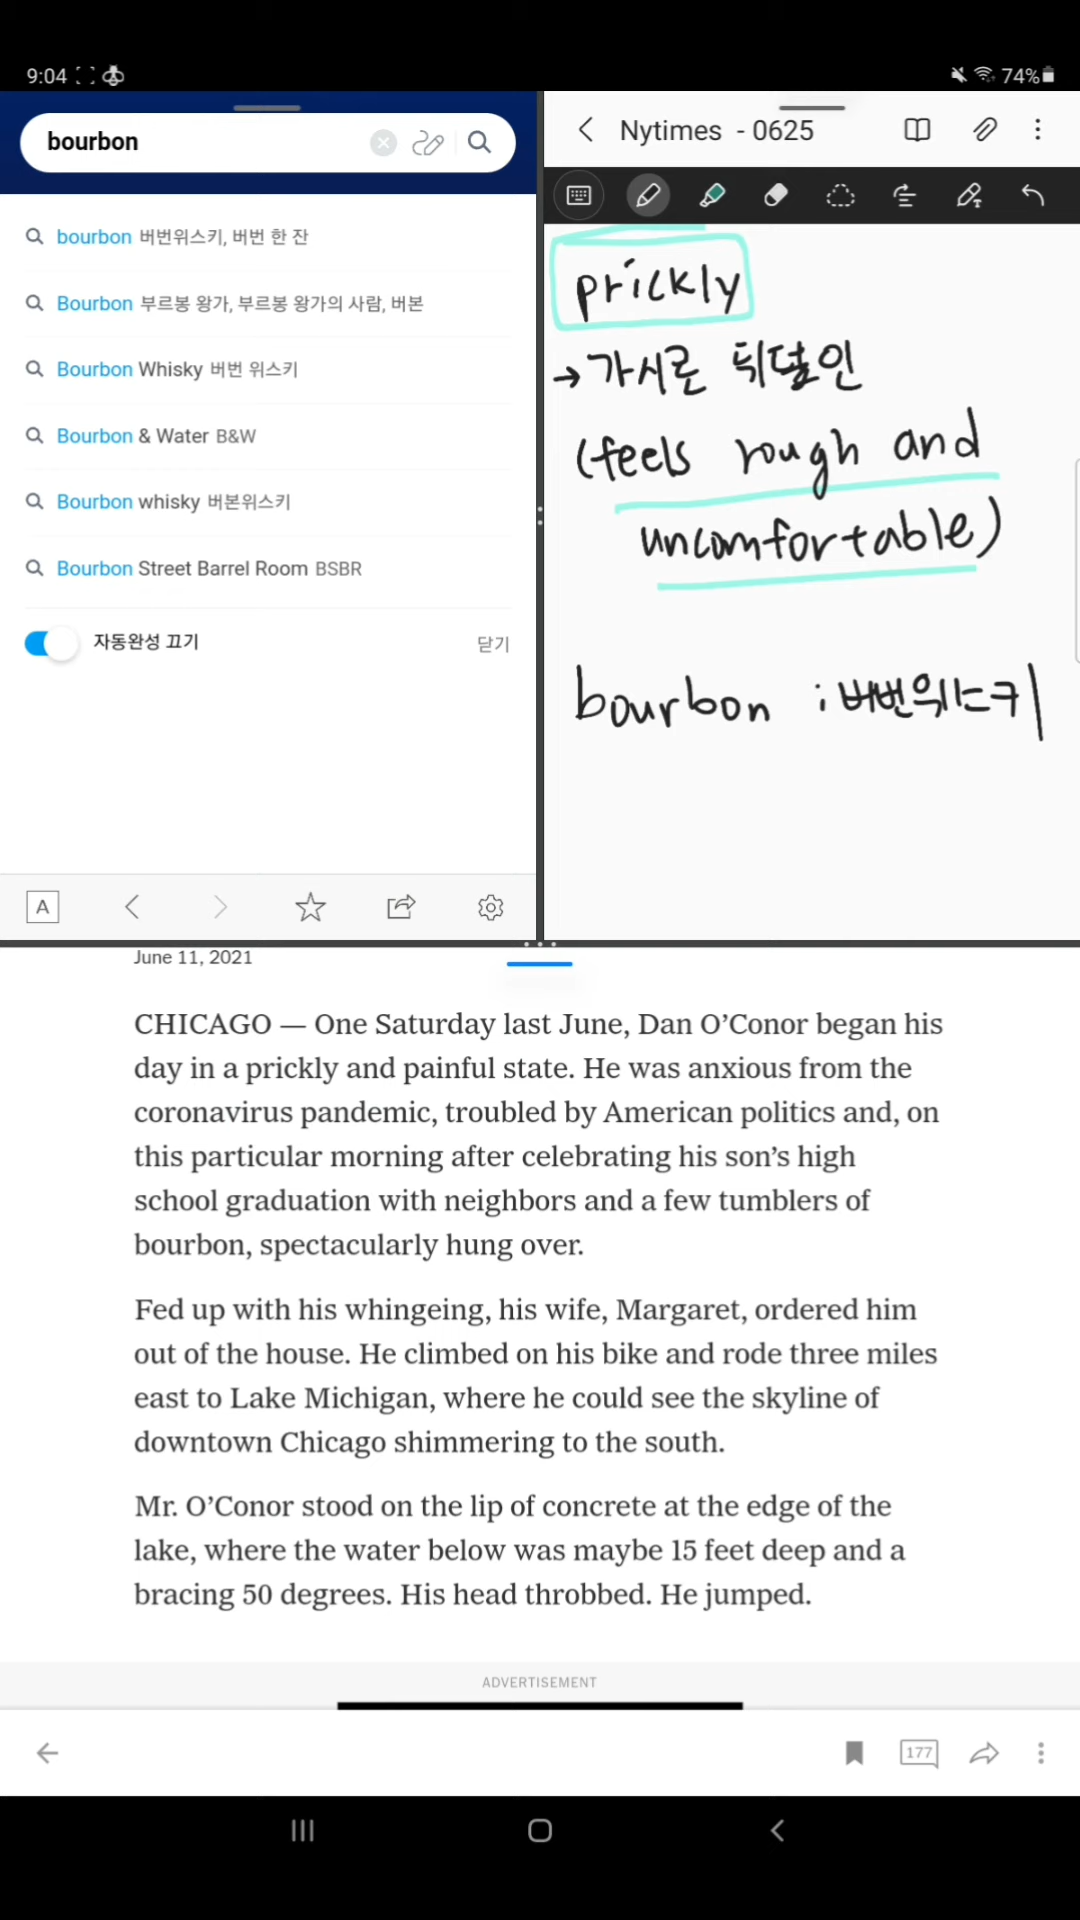 9:04
74%
bourbon
bourbon 버번위스키, 버번 한 잔
Bourbon 부르봉 왕가, 부르봉 왕가의 사람, 버본
Bourbon Whisky 버번 위스키
Bourbon & Water B&W
Bourbon whisky 버본위스키
Bourbon Street Barrel Room BSBR
자동완성 끄기
닫기
A
Nytimes - 0625
prickly
→ 가시로 뒤덮인
(feels rough and
uncomfortable)
bourbon : 버번위스키
June 11, 2021
CHICAGO — One Saturday last June, Dan O’Conor began his
day in a prickly and painful state. He was anxious from the
coronavirus pandemic, troubled by American politics and, on
this particular morning after celebrating his son’s high
school graduation with neighbors and a few tumblers of
bourbon, spectacularly hung over.
Fed up with his whingeing, his wife, Margaret, ordered him
out of the house. He climbed on his bike and rode three miles
east to Lake Michigan, where he could see the skyline of
downtown Chicago shimmering to the south.
Mr. O’Conor stood on the lip of concrete at the edge of the
lake, where the water below was maybe 15 feet deep and a
bracing 50 degrees. His head throbbed. He jumped.
ADVERTISEMENT
177